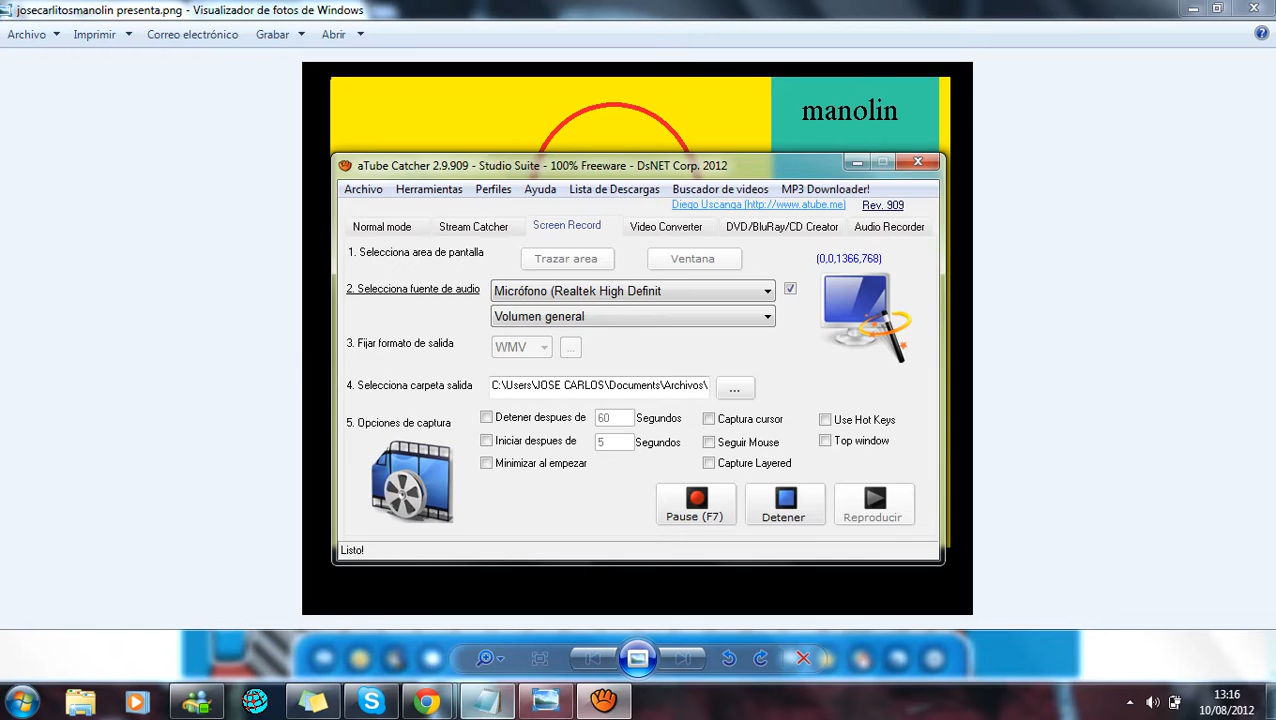 josecarlitosmanolin presenta.png - Visualizador de fotos de Windows
Archivo Imprimir Correo electrónico Grabar Abrir
manolin
aTube Catcher 2.9.909 - Studio Suite - 100% Freeware - DsNET Corp. 2012
Archivo Herramientas Perfiles Ayuda Lista de Descargas Buscador de videos MP3 Downloader!
Diego Uscanga [http://www.atube.me] Rev. 909
Normal mode Stream Catcher Screen Record Video Converter DVD/BluRay/CD Creator Audio Recorder
1. Selecciona area de pantalla Trazar area Ventana (0,0,1366,768)
2. Selecciona fuente de audio Micrófono (Realtek High Definit
Volumen general
3. Fijar formato de salida WMV ...
4. Selecciona carpeta salida C:\Users\JOSE CARLOS\Documents\Archivos\ ...
5. Opciones de captura Detener despues de 60 Segundos Captura cursor Use Hot Keys
Iniciar despues de 5 Segundos Seguir Mouse Top window
Minimizar al empezar Capture Layered
Pause (F7) Detener Reproducir
Listo!
13:16
10/08/2012